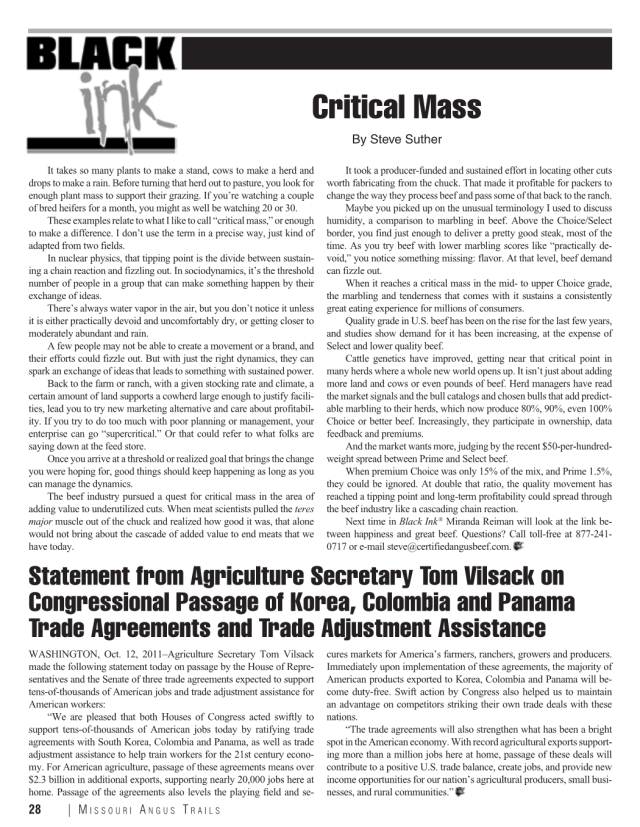 BLACK
ink
Critical Mass
By Steve Suther
It takes so many plants to make a stand, cows to make a herd and
drops to make a rain. Before turning that herd out to pasture, you look for
enough plant mass to support their grazing. If you're watching a couple
of bred heifers for a month, you might as well be watching 20 or 30.
These examples relate to what I like to call "critical mass," or enough
to make a difference. I don't use the term in a precise way, just kind of
adapted from two fields.
In nuclear physics, that tipping point is the divide between sustain-
ing a chain reaction and fizzling out. In sociodynamics, it's the threshold
number of people in a group that can make something happen by their
exchange of ideas.
There's always water vapor in the air, but you don't notice it unless
it is either practically devoid and uncomfortably dry, or getting closer to
moderately abundant and rain.
A few people may not be able to create a movement or a brand, and
their efforts could fizzle out. But with just the right dynamics, they can
spark an exchange of ideas that leads to something with sustained power.
Back to the farm or ranch, with a given stocking rate and climate, a
certain amount of land supports a cowherd large enough to justify facili-
ties, lead you to try new marketing alternative and care about profitabil-
ity. If you try to do too much with poor planning or management, your
enterprise can go "supercritical." Or that could refer to what folks are
saying down at the feed store.
Once you arrive at a threshold or realized goal that brings the change
you were hoping for, good things should keep happening as long as you
can manage the dynamics.
The beef industry pursued a quest for critical mass in the area of
adding value to underutilized cuts. When meat scientists pulled the teres
major muscle out of the chuck and realized how good it was, that alone
would not bring about the cascade of added value to end meats that we
have today.
It took a producer-funded and sustained effort in locating other cuts
worth fabricating from the chuck. That made it profitable for packers to
change the way they process beef and pass some of that back to the ranch.
Maybe you picked up on the unusual terminology I used to discuss
humidity, a comparison to marbling in beef. Above the Choice/Select
border, you find just enough to deliver a pretty good steak, most of the
time. As you try beef with lower marbling scores like "practically de-
void," you notice something missing: flavor. At that level, beef demand
can fizzle out.
When it reaches a critical mass in the mid- to upper Choice grade,
the marbling and tenderness that comes with it sustains a consistently
great eating experience for millions of consumers.
Quality grade in U.S. beef has been on the rise for the last few years,
and studies show demand for it has been increasing, at the expense of
Select and lower quality beef.
Cattle genetics have improved, getting near that critical point in
many herds where a whole new world opens up. It isn't just about adding
more land and cows or even pounds of beef. Herd managers have read
the market signals and the bull catalogs and chosen bulls that add predict-
able marbling to their herds, which now produce 80%, 90%, even 100%
Choice or better beef. Increasingly, they participate in ownership, data
feedback and premiums.
And the market wants more, judging by the recent $50-per-hundred-
weight spread between Prime and Select beef.
When premium Choice was only 15% of the mix, and Prime 1.5%,
they could be ignored. At double that ratio, the quality movement has
reached a tipping point and long-term profitability could spread through
the beef industry like a cascading chain reaction.
Next time in Black Ink® Miranda Reiman will look at the link be-
tween happiness and great beef. Questions? Call toll-free at 877-241-
0717 or e-mail steve@certifiedangusbeef.com.
Statement from Agriculture Secretary Tom Vilsack on
Congressional Passage of Korea, Colombia and Panama
Trade Agreements and Trade Adjustment Assistance
WASHINGTON, Oct. 12, 2011–Agriculture Secretary Tom Vilsack
made the following statement today on passage by the House of Repre-
sentatives and the Senate of three trade agreements expected to support
tens-of-thousands of American jobs and trade adjustment assistance for
American workers:
"We are pleased that both Houses of Congress acted swiftly to
support tens-of-thousands of American jobs today by ratifying trade
agreements with South Korea, Colombia and Panama, as well as trade
adjustment assistance to help train workers for the 21st century econo-
my. For American agriculture, passage of these agreements means over
$2.3 billion in additional exports, supporting nearly 20,000 jobs here at
home. Passage of the agreements also levels the playing field and se-
cures markets for America's farmers, ranchers, growers and producers.
Immediately upon implementation of these agreements, the majority of
American products exported to Korea, Colombia and Panama will be-
come duty-free. Swift action by Congress also helped us to maintain
an advantage on competitors striking their own trade deals with these
nations.
"The trade agreements will also strengthen what has been a bright
spot in the American economy. With record agricultural exports support-
ing more than a million jobs here at home, passage of these deals will
contribute to a positive U.S. trade balance, create jobs, and provide new
income opportunities for our nation's agricultural producers, small busi-
nesses, and rural communities."
28 | MISSOURI ANGUS TRAILS